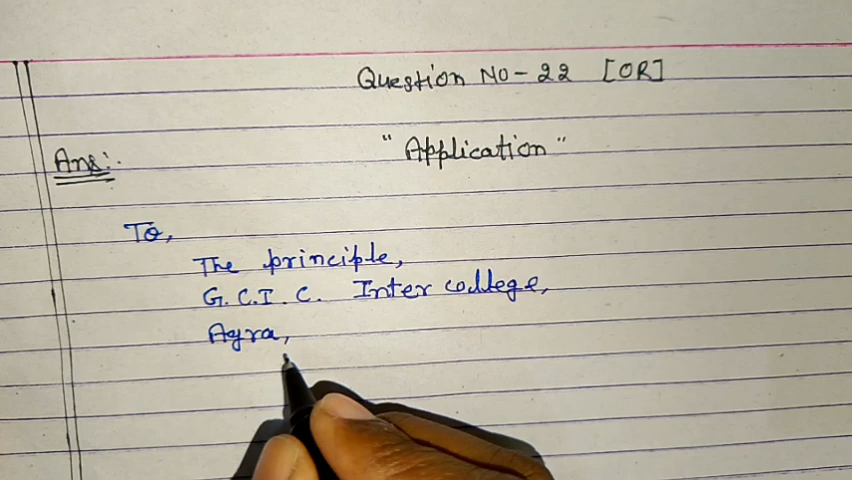 Question NO - 22 [OR]
Ans:-
"Application"
To,
The principle,
G.C.I.C. Inter college,
Agra,